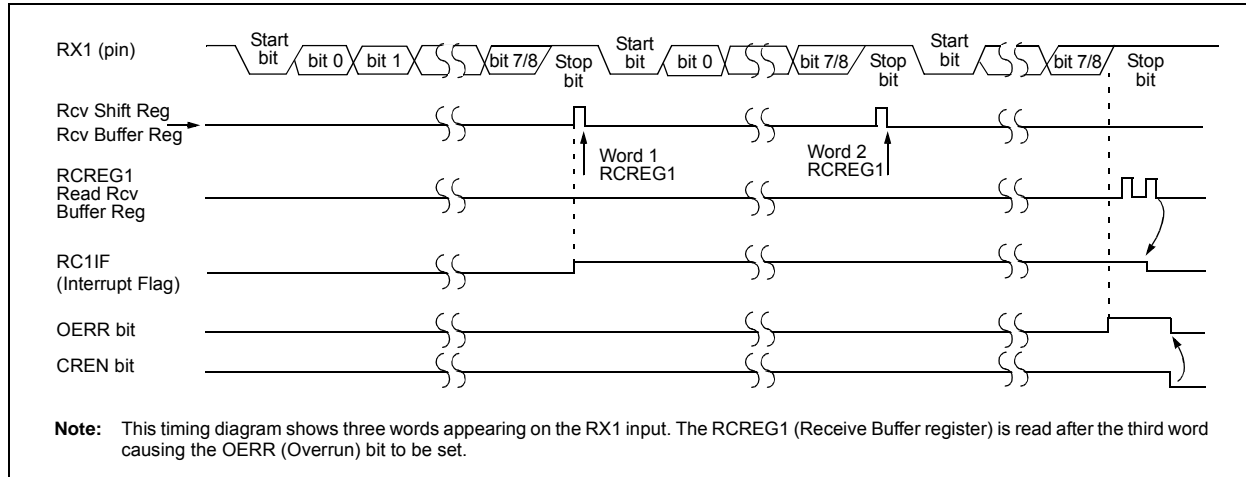 RX1 (pin)
Start bit
bit 0
bit 1
bit 7/8
Stop bit
Start bit
bit 0
bit 7/8
Stop bit
Start bit
bit 7/8
Stop bit
Rcv Shift Reg
Rcv Buffer Reg
Word 1
RCREG1
Word 2
RCREG1
RCREG1
Read Rcv
Buffer Reg
RC1IF
(Interrupt Flag)
OERR bit
CREN bit
Note: This timing diagram shows three words appearing on the RX1 input. The RCREG1 (Receive Buffer register) is read after the third word
causing the OERR (Overrun) bit to be set.